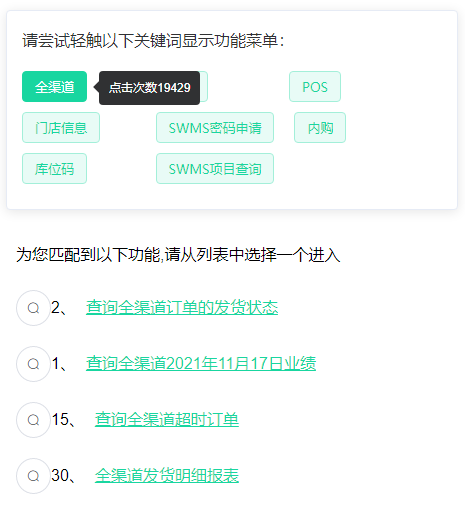 请尝试轻触以下关键词显示功能菜单：
全渠道 点击次数19429 POS
门店信息 SWMS密码申请 内购
库位码 SWMS项目查询
为您匹配到以下功能,请从列表中选择一个进入
2、 查询全渠道订单的发货状态
1、 查询全渠道2021年11月17日业绩
15、 查询全渠道超时订单
30、 全渠道发货明细报表